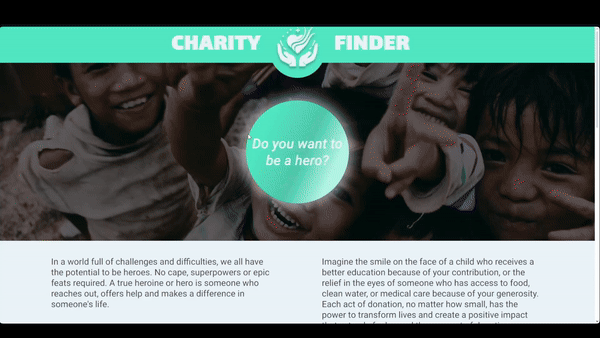 CHARITY FINDER
Do you want to
be a hero?
In a world full of challenges and difficulties, we all have
the potential to be heroes. No cape, superpowers or epic
feats required. A true heroine or hero is someone who
reaches out, offers help and makes a difference in
someone's life.
Imagine the smile on the face of a child who receives a
better education because of your contribution, or the
relief in the eyes of someone who has access to food,
clean water, or medical care because of your generosity.
Each act of donation, no matter how small, has the
power to transform lives and create a positive impact